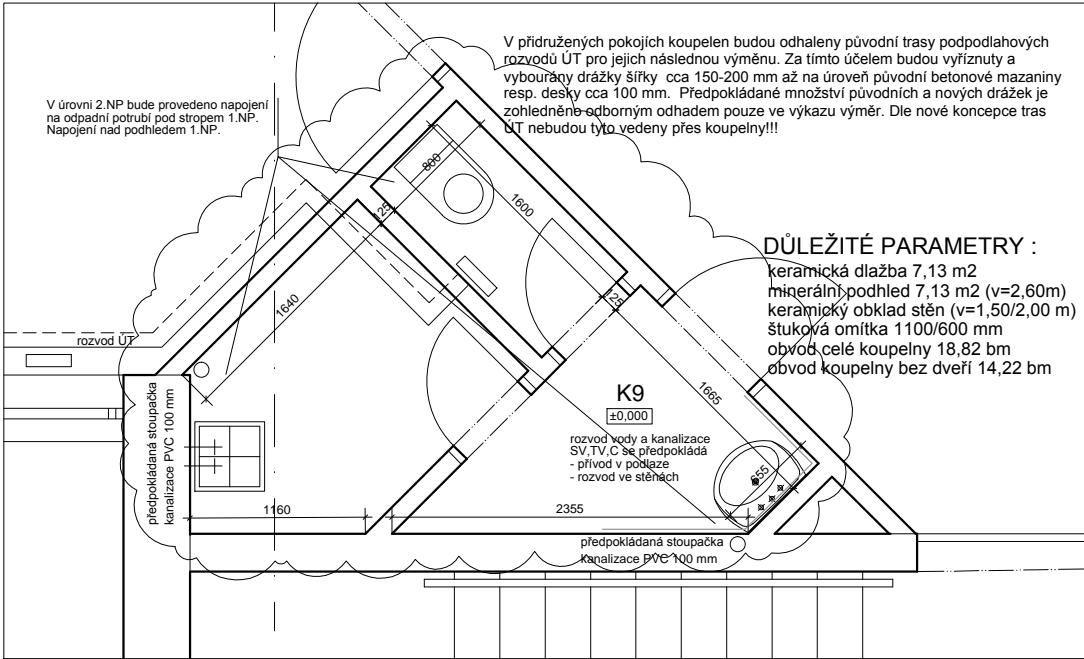 V přidružených pokojích koupelen budou odhaleny původní trasy podpodlahových
rozvodů ÚT pro jejich následnou výměnu. Za tímto účelem budou vyříznuty a
vybourány drážky šířky cca 150-200 mm až na úroveň původní betonové mazaniny
resp. desky cca 100 mm. Předpokládané množství původních a nových drážek je
zohledněno odborným odhadem pouze ve výkazu výměr. Dle nové koncepce tras
ÚT nebudou tyto vedeny přes koupelny!!!
V úrovni 2.NP bude provedeno napojení
na odpadní potrubí pod stropem 1.NP.
Napojení nad podhledem 1.NP.
800
1600
125
DŮLEŽITÉ PARAMETRY :
keramická dlažba 7,13 m2
minerální podhled 7,13 m2 (v=2,60m)
keramický obklad stěn (v=1,50/2,00 m)
štuková omítka 1100/600 mm
obvod celé koupelny 18,82 bm
obvod koupelny bez dveří 14,22 bm
1640
125
rozvod ÚT
1665
K9
±0,000
rozvod vody a kanalizace
SV,TV,C se předpokládá
- přívod v podlaze
- rozvod ve stěnách
655
předpokládaná stoupačka
kanalizace PVC 100 mm
1160
2355
předpokládaná stoupačka
kanalizace PVC 100 mm